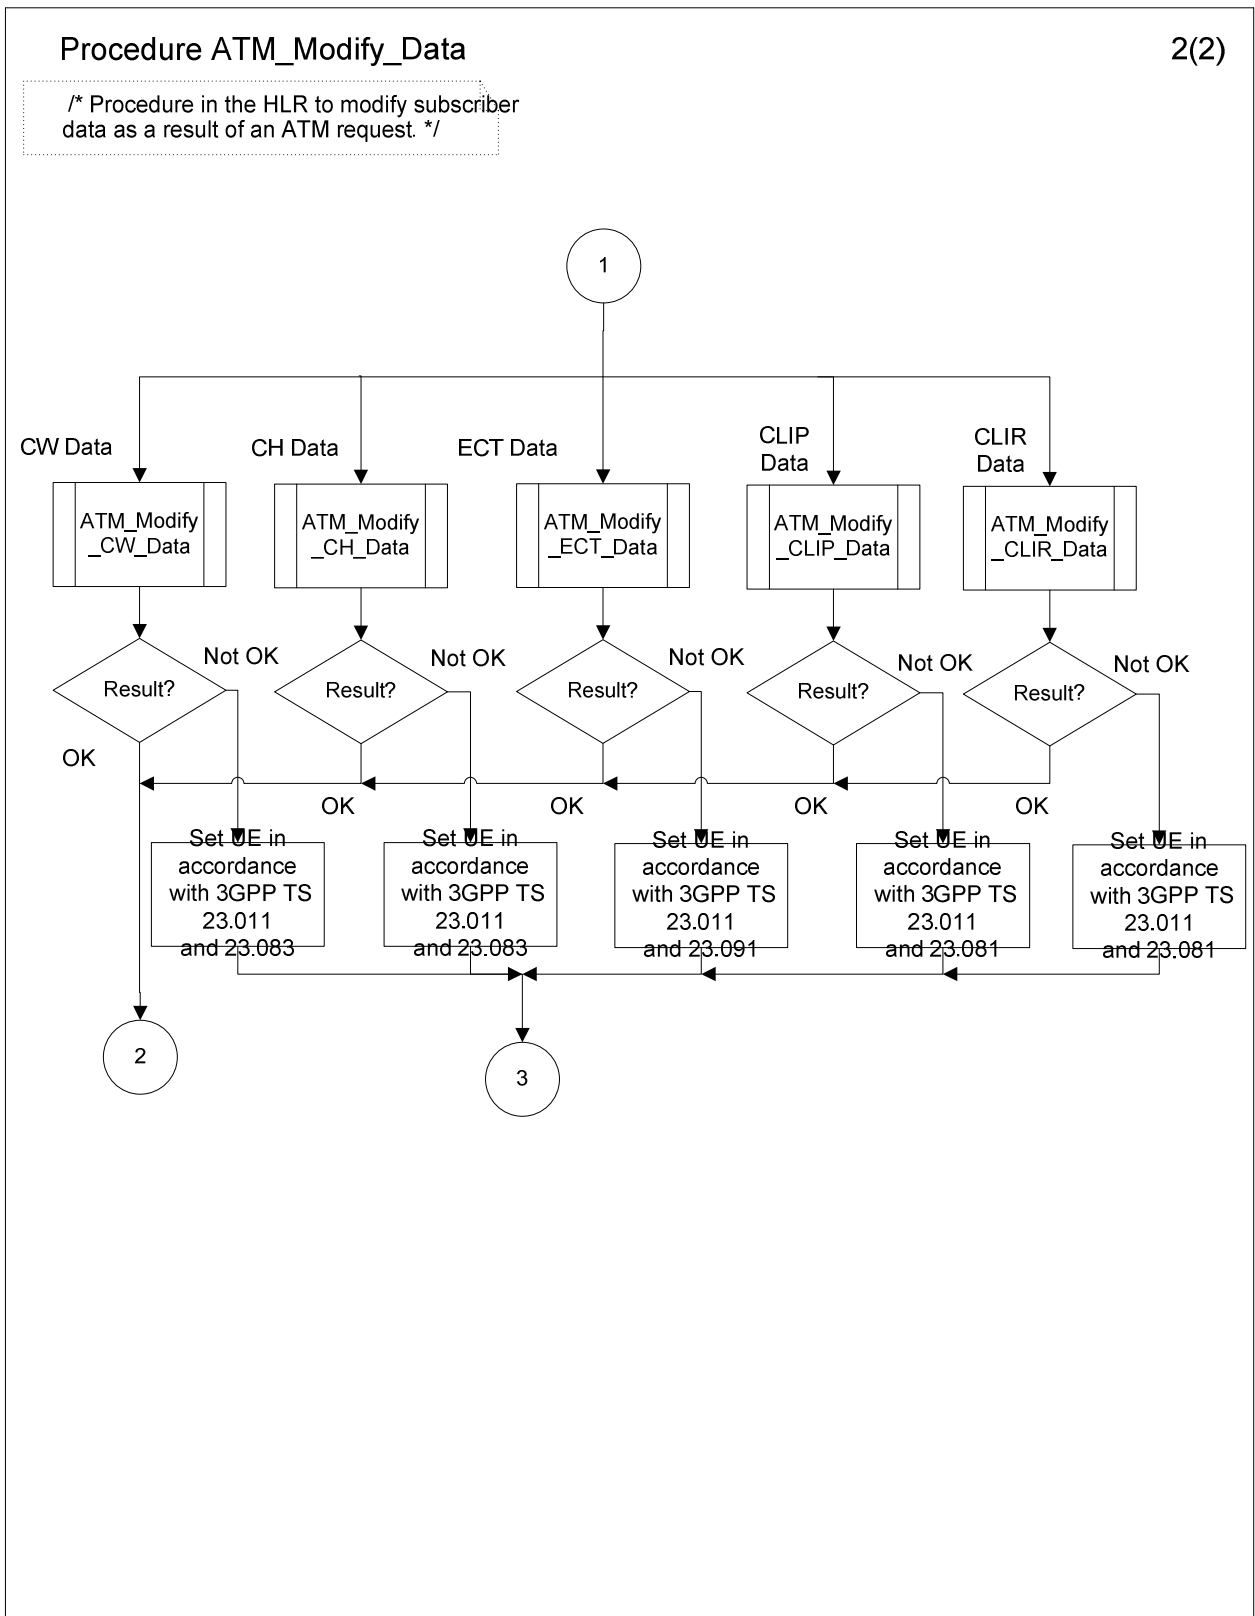 Procedure ATM_Modify_Data
2(2)
/* Procedure in the HLR to modify subscriber
data as a result of an ATM request. */
1
CW Data
CH Data
ECT Data
CLIP
Data
CLIR
Data
ATM_Modify
_CW_Data
ATM_Modify
_CH_Data
ATM_Modify
_ECT_Data
ATM_Modify
_CLIP_Data
ATM_Modify
_CLIR_Data
Result?
Not OK
Result?
Not OK
Result?
Not OK
Result?
Not OK
Result?
Not OK
OK
OK
OK
OK
OK
Set UE in
accordance
with 3GPP TS
23.011
and 23.083
Set UE in
accordance
with 3GPP TS
23.011
and 23.083
Set UE in
accordance
with 3GPP TS
23.011
and 23.091
Set UE in
accordance
with 3GPP TS
23.011
and 23.081
Set UE in
accordance
with 3GPP TS
23.011
and 23.081
2
3